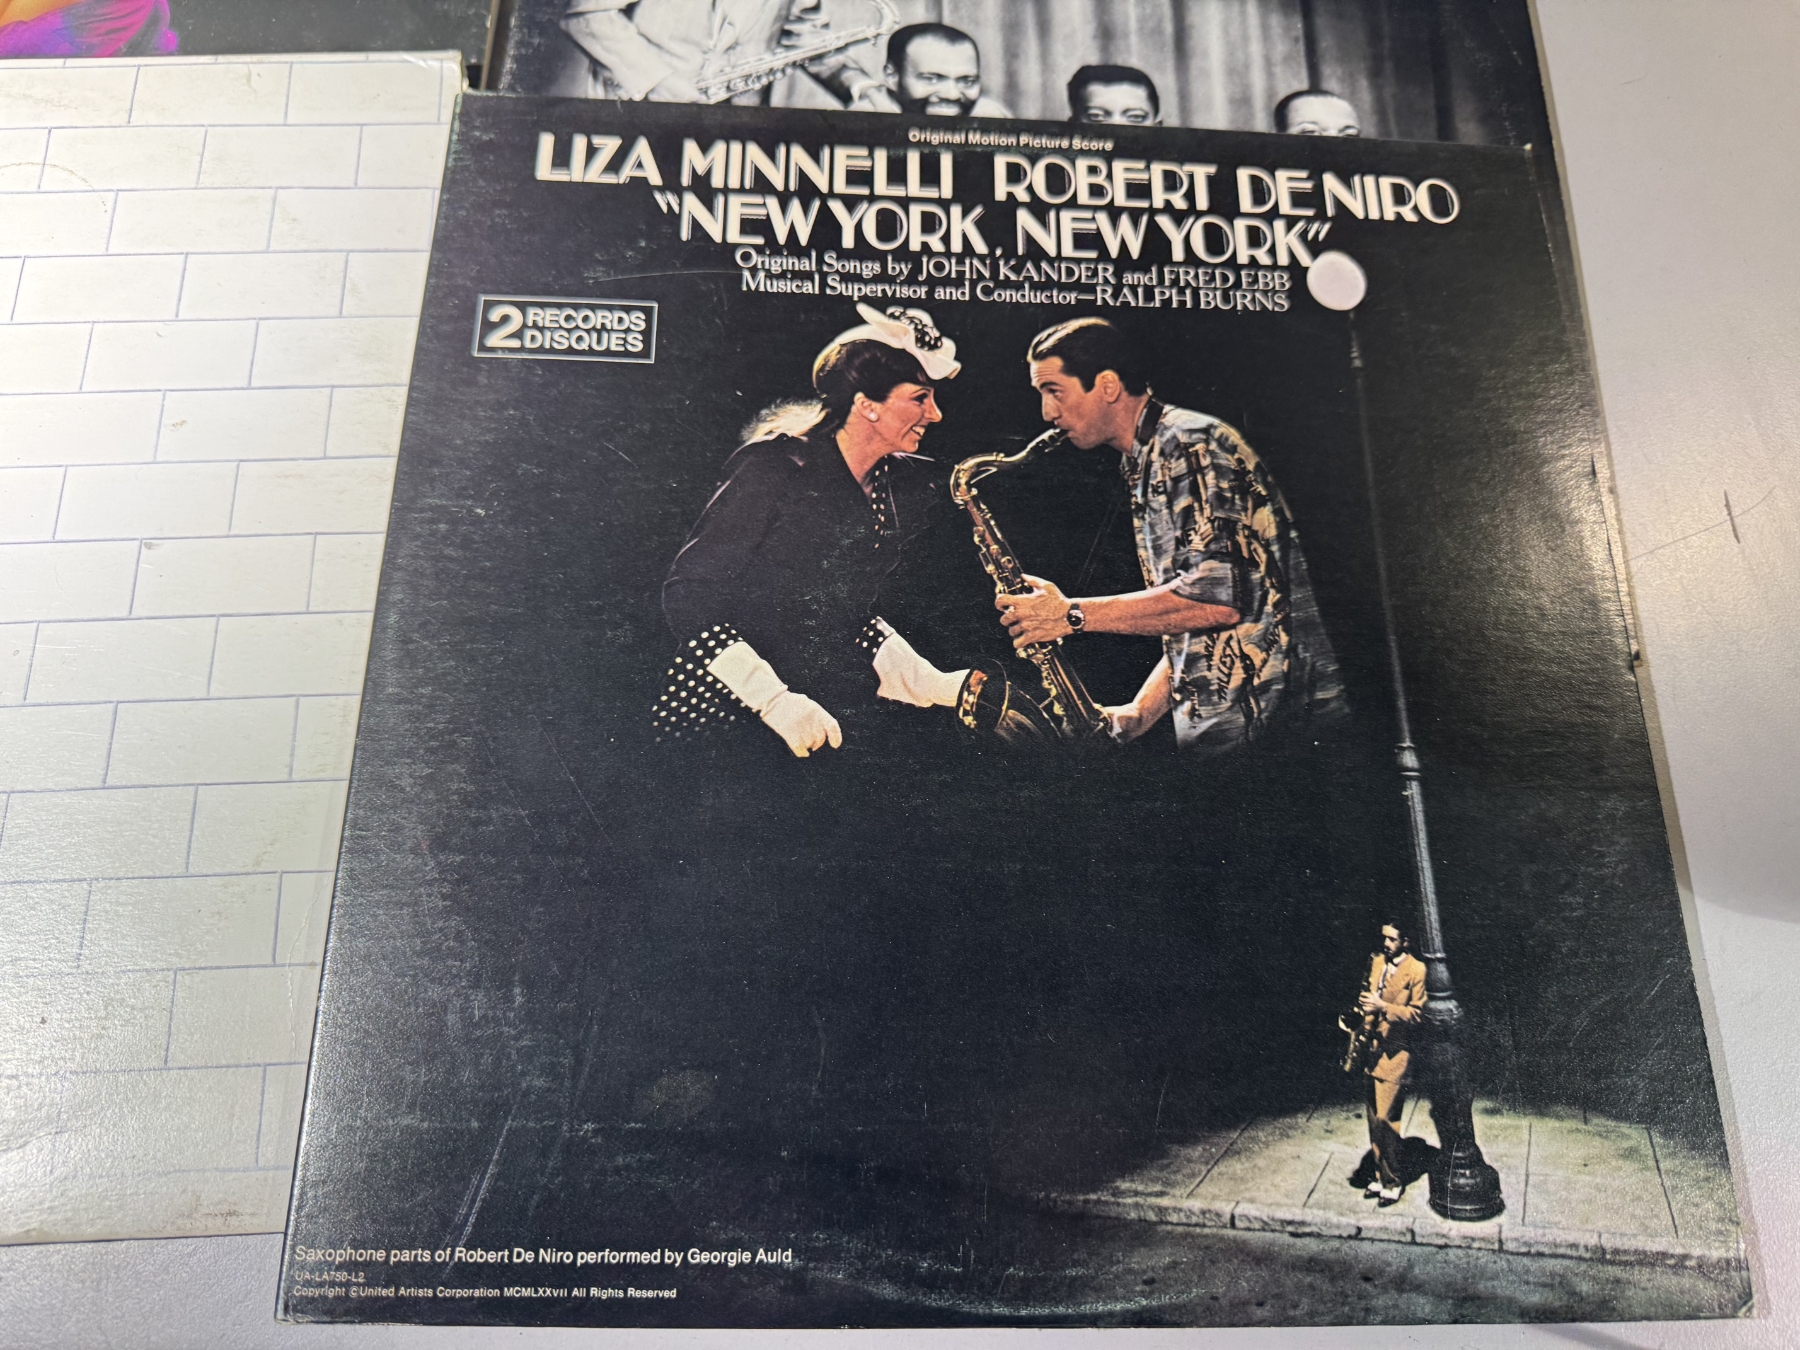 Original Motion Picture Score
LIZA MINNELLI ROBERT DE NIRO
"NEW YORK, NEW YORK"
Original Songs by JOHN KANDER and FRED EBB
Musical Supervisor and Conductor—RALPH BURNS
2 RECORDS
DISQUES
Saxophone parts of Robert De Niro performed by Georgie Auld
UA-LA750-L2
Copyright © United Artists Corporation MCMLXXVII All Rights Reserved